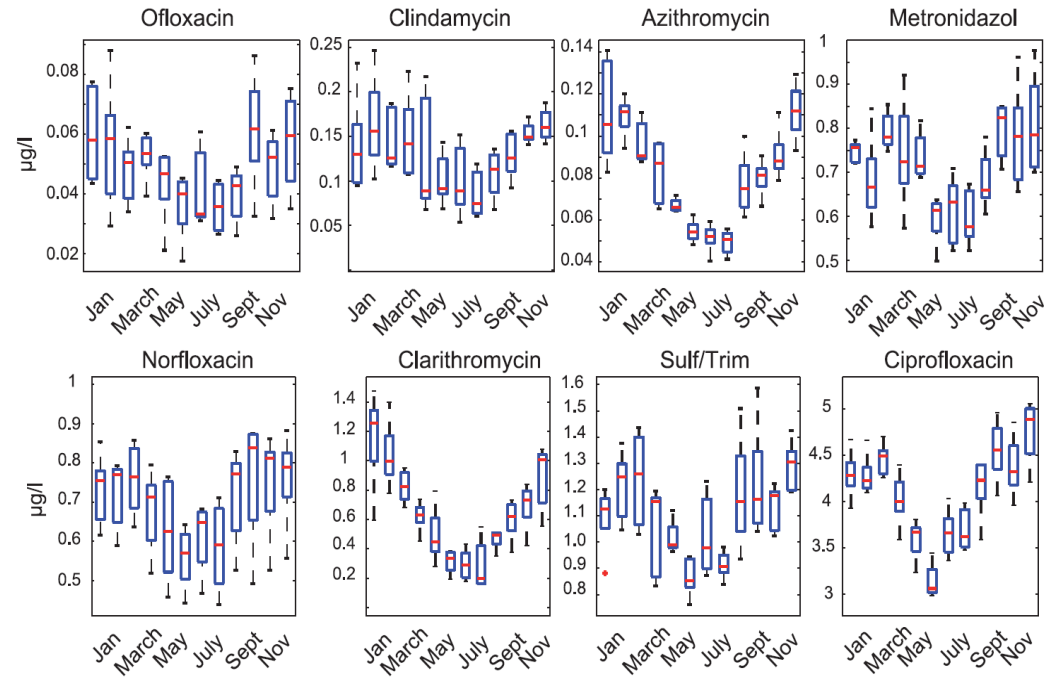 Ofloxacin
0.08
0.06
0.04
0.02
µg/l
Jan
March
May
July
Sept
Nov
Clindamycin
0.25
0.2
0.15
0.1
0.05
0
Jan
March
May
July
Sept
Nov
Azithromycin
0.14
0.12
0.1
0.08
0.06
0.04
Jan
March
May
July
Sept
Nov
Metronidazol
1
0.9
0.8
0.7
0.6
0.5
Jan
March
May
July
Sept
Nov
Norfloxacin
1
0.9
0.8
0.7
0.6
0.5
µg/l
Jan
March
May
July
Sept
Nov
Clarithromycin
1.4
1.2
1
0.8
0.6
0.4
0.2
Jan
March
May
July
Sept
Nov
Sulf/Trim
1.6
1.5
1.4
1.3
1.2
1.1
1.0
0.9
0.8
Jan
March
May
July
Sept
Nov
Ciprofloxacin
5
4.5
4
3.5
3
Jan
March
May
July
Sept
Nov